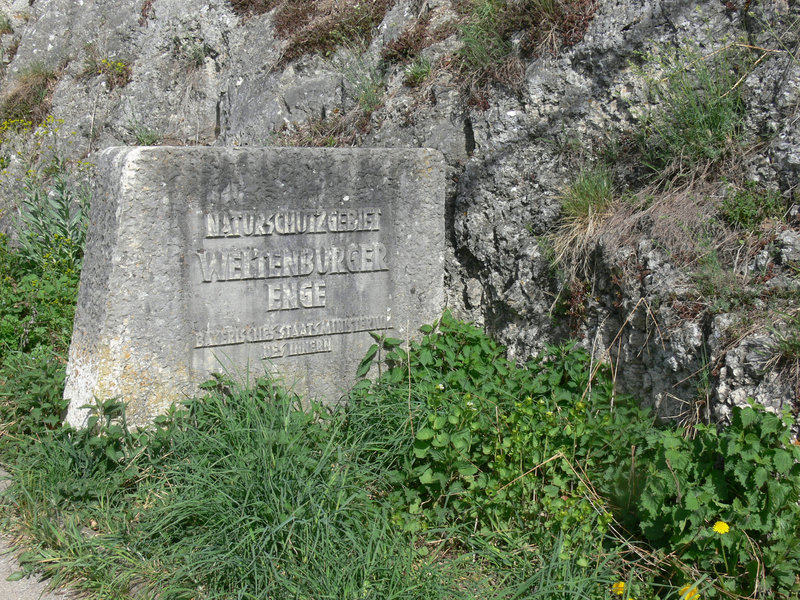 NATURSCHUTZGEBIET
WELTENBURGER
ENGE
BAYERISCHES STAATSMINISTERIUM
DES INNERN